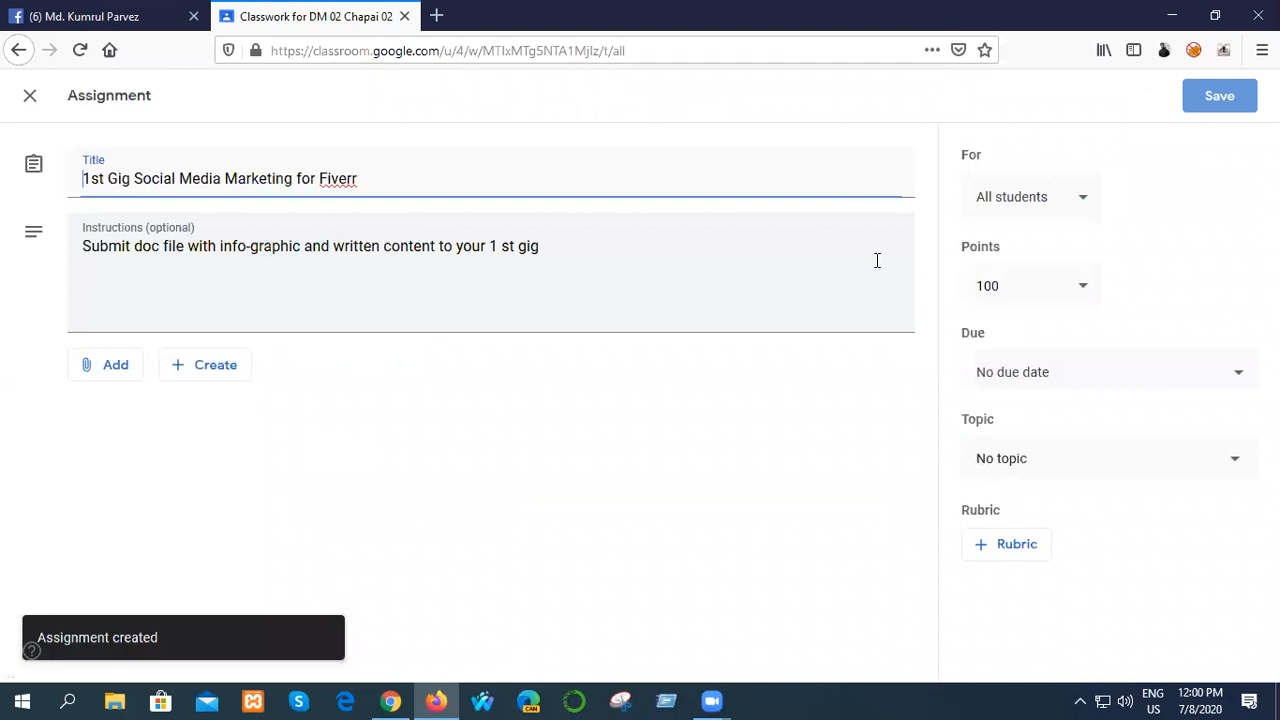 (6) Md. Kumrul Parvez
Classwork for DM 02 Chapai 02
https://classroom.google.com/u/4/w/MTIxMTg5NTA1MjIz/t/all
Assignment
Save
Title
1st Gig Social Media Marketing for Fiverr
Instructions (optional)
Submit doc file with info-graphic and written content to your 1 st gig
Add
Create
For
All students
Points
100
Due
No due date
Topic
No topic
Rubric
Rubric
Assignment created
ENG
US
12:00 PM
7/8/2020